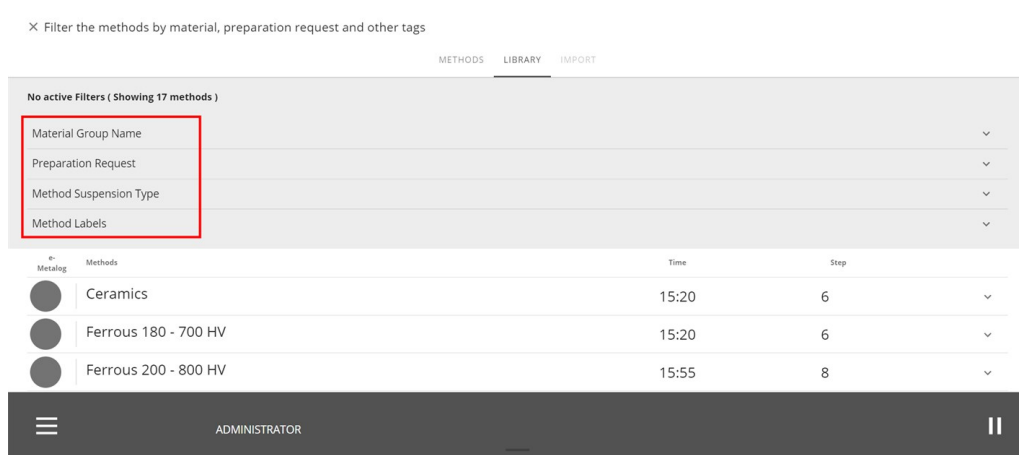 × Filter the methods by material, preparation request and other tags
METHODS LIBRARY IMPORT
No active Filters ( Showing 17 methods )
Material Group Name
Preparation Request
Method Suspension Type
Method Labels
e-Metalog Methods Time Step
Ceramics 15:20 6
Ferrous 180 - 700 HV 15:20 6
Ferrous 200 - 800 HV 15:55 8
ADMINISTRATOR